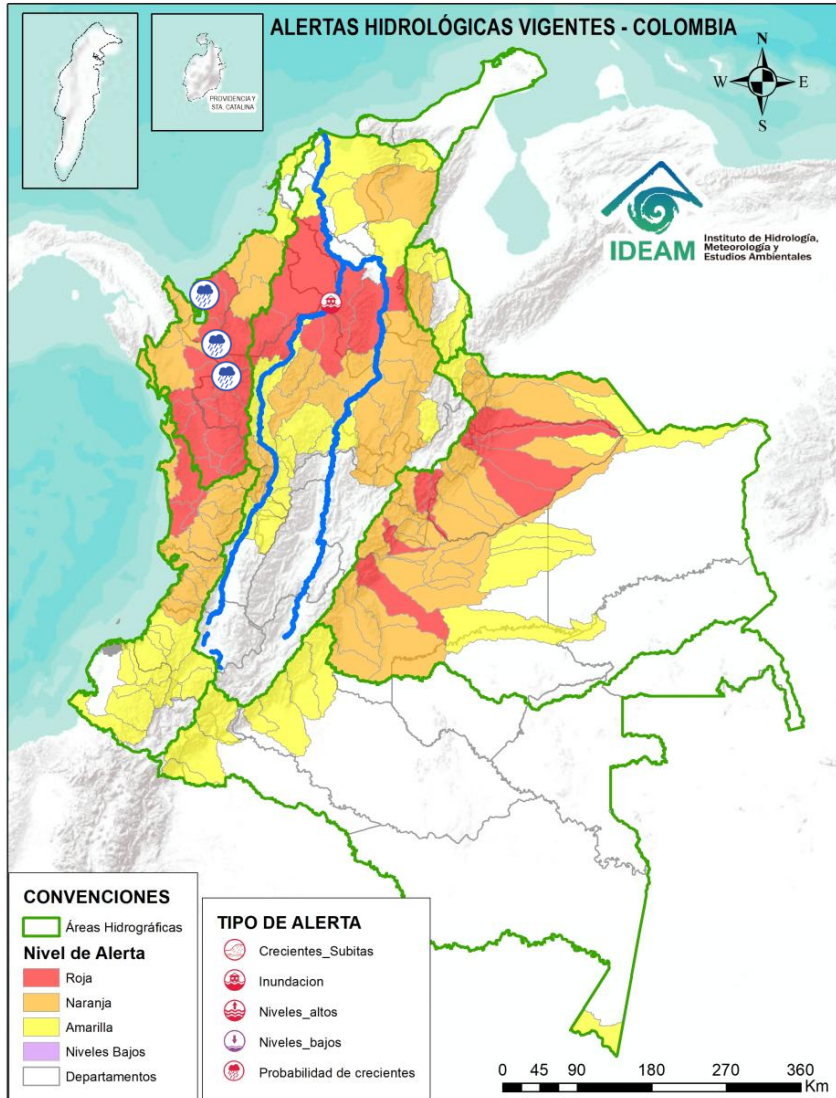 ALERTAS HIDROLÓGICAS VIGENTES - COLOMBIA
PROVIDENCIA Y
STA. CATALINA
N
W
E
S
IDEAM
Instituto de Hidrología,
Meteorología y
Estudios Ambientales
CONVENCIONES
Áreas Hidrográficas
Nivel de Alerta
Roja
Naranja
Amarilla
Niveles Bajos
Departamentos
TIPO DE ALERTA
Crecientes_Subitas
Inundacion
Niveles_altos
Niveles_bajos
Probabilidad de crecientes
0 45 90 180 270 360
Km